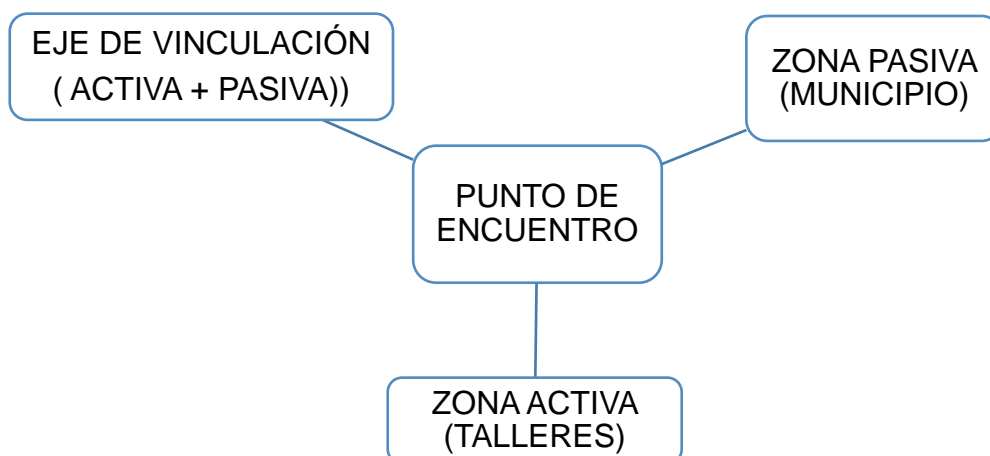 EJE DE VINCULACIÓN
( ACTIVA + PASIVA))
ZONA PASIVA
(MUNICIPIO)
PUNTO DE
ENCUENTRO
ZONA ACTIVA
(TALLERES)